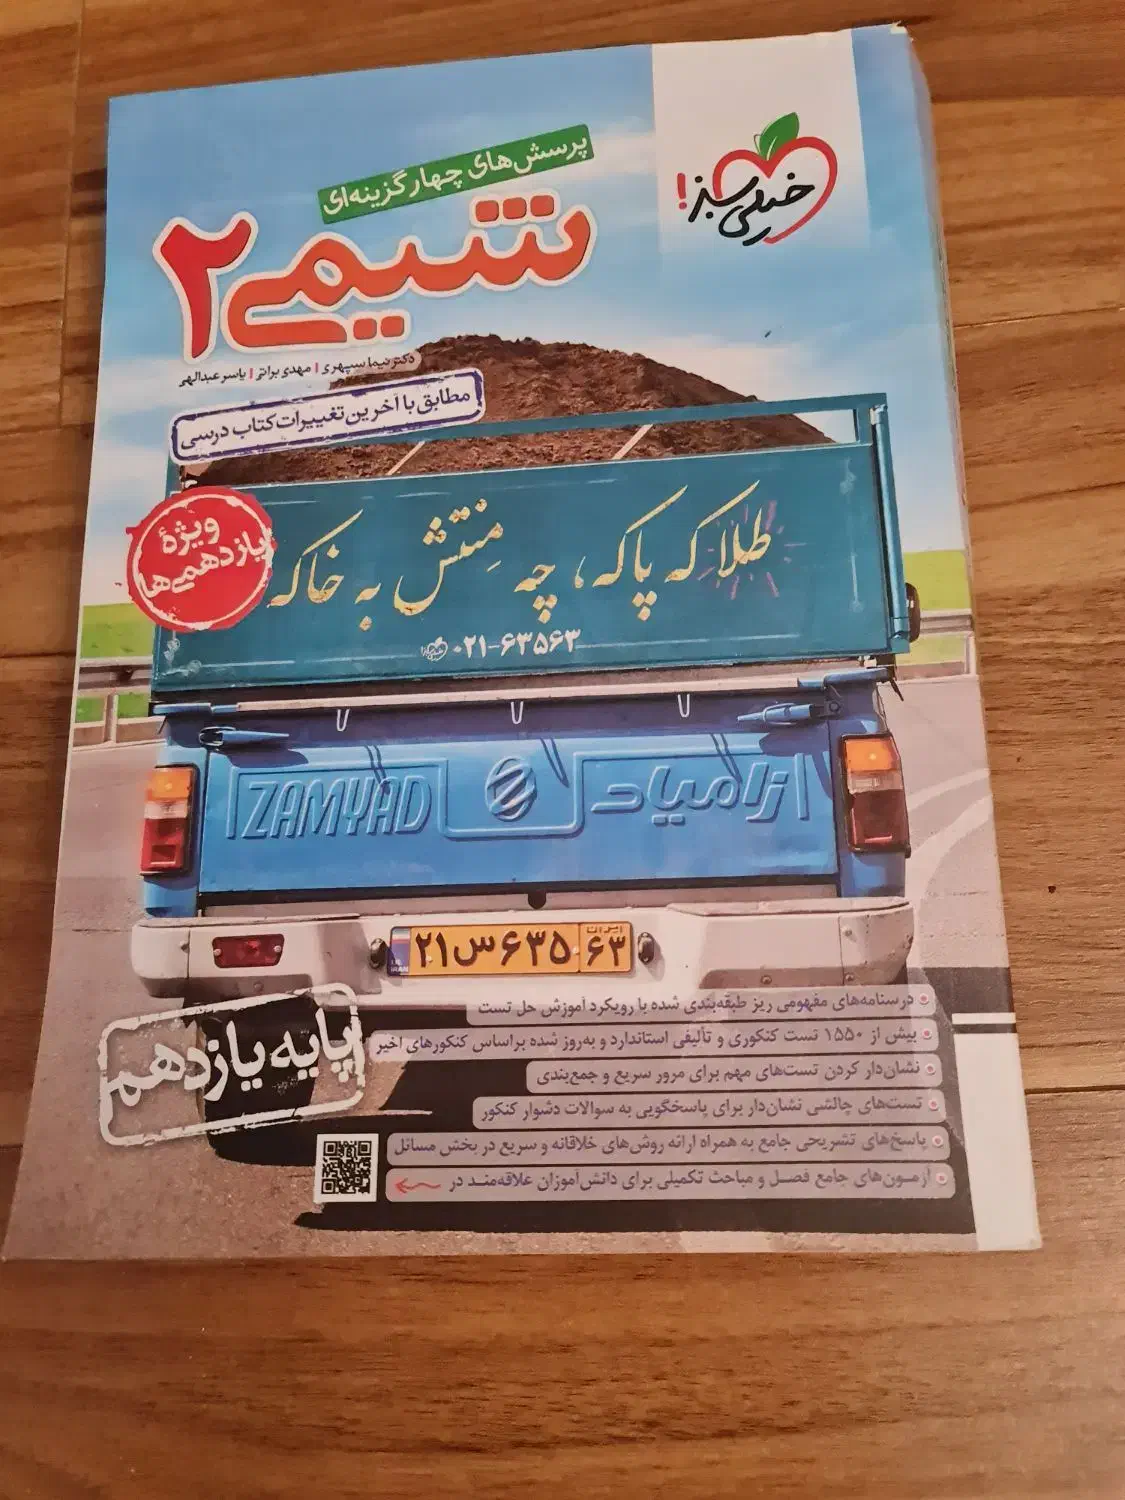 خیلی سبز!
پرسش‌های چهارگزینه‌ای
شیمی ۲
دکتر نیما سپهری | مهدی براتی | یاسر عبدالهی
مطابق با آخرین تغییرات کتاب درسی
ویژهٔ
یازدهمی‌ها
طلا که پاکه، چه منتش به خاکه
۰۲۱-۶۳۵۶۳
ZAMYAD زامیاد
ایران
۲۱ س ۶۳۵ ۶۳
I.R.
IRAN
پایه یازدهم
درسنامه‌های مفهومی ریز طبقه‌بندی شده با رویکرد آموزش حل تست
بیش از ۱۵۵۰ تست کنکوری و تألیفی استاندارد و به‌روز شده براساس کنکورهای اخیر
نشان‌دار کردن تست‌های مهم برای مرور سریع و جمع‌بندی
تست‌های چالشی نشان‌دار برای پاسخگویی به سوالات دشوار کنکور
پاسخ‌های تشریحی جامع به همراه ارائه روش‌های خلاقانه و سریع در بخش مسائل
آزمون‌های جامع فصل و مباحث تکمیلی برای دانش‌آموزان علاقه‌مند در